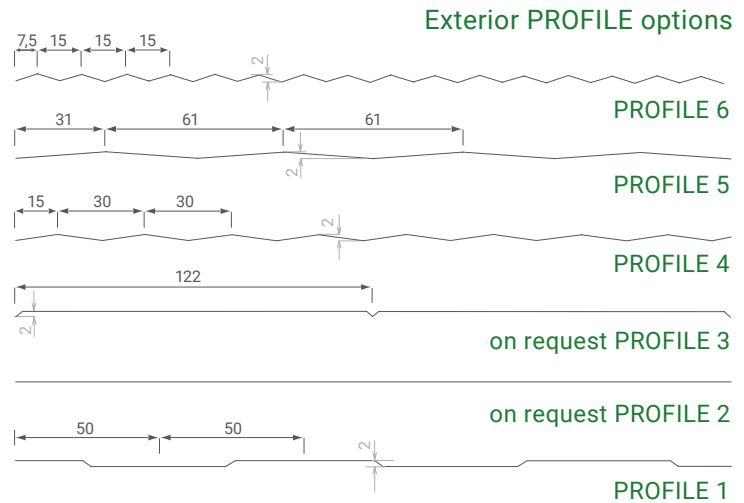 Exterior PROFILE options
7,5 15 15 15
2
PROFILE 6
31 61 61
2
PROFILE 5
15 30 30
2
PROFILE 4
122
2
on request PROFILE 3
on request PROFILE 2
50 50
2
PROFILE 1